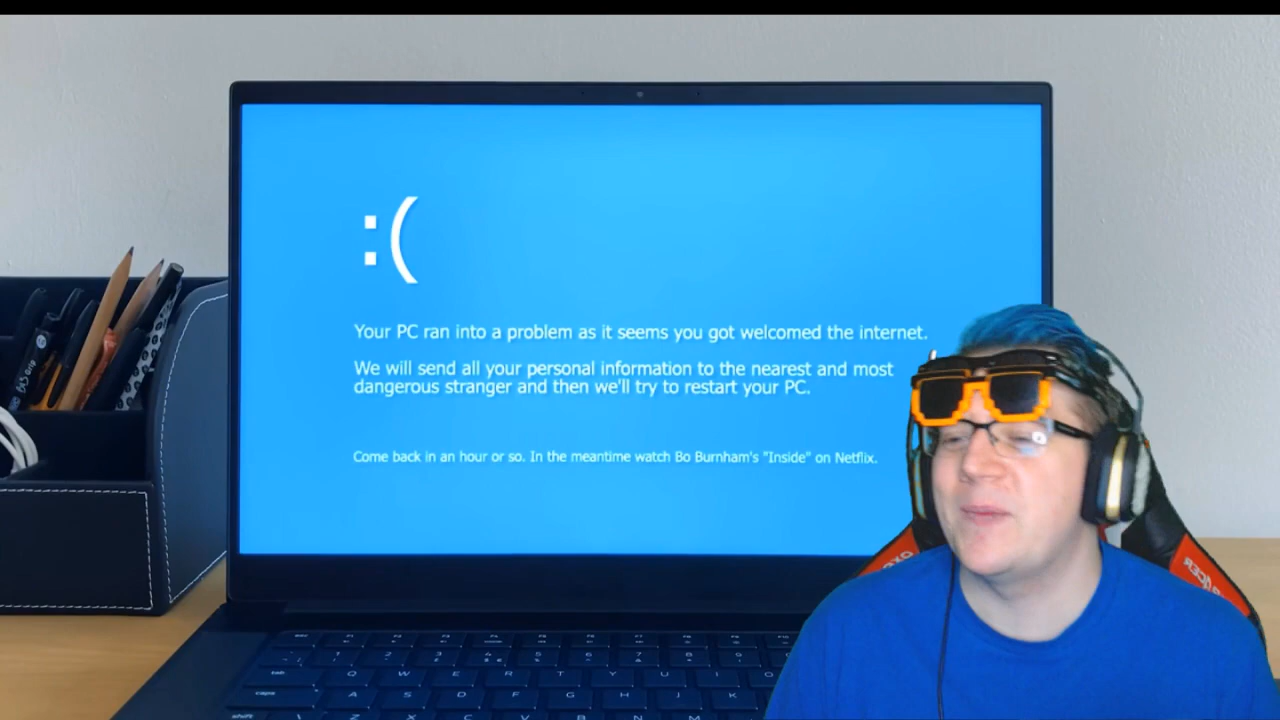 :(
Your PC ran into a problem as it seems you got welcomed the internet.
We will send all your personal information to the nearest and most
dangerous stranger and then we'll try to restart your PC.
Come back in an hour or so. In the meantime watch Bo Burnham's "Inside" on Netflix.
Q W E R T Y U I O
A S D F G H J K
Z X C V B N M